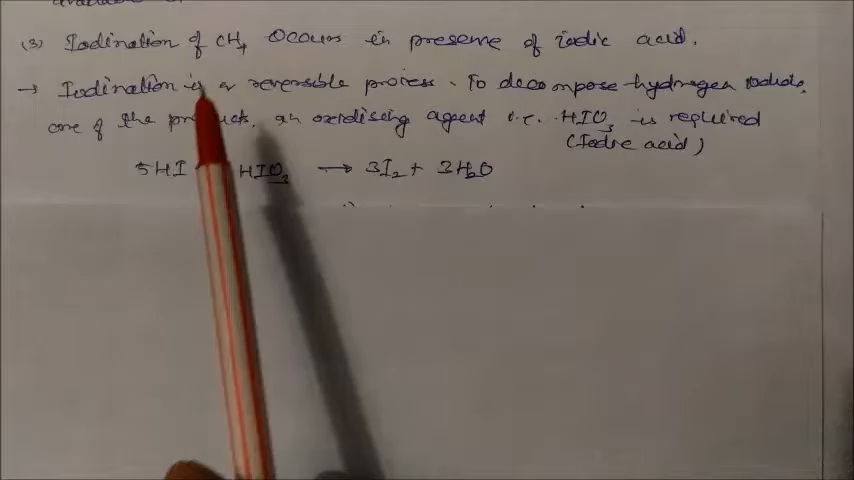 (3) Iodination of CH4 occurs in presence of iodic acid.
→ Iodination is a reversible process. To decompose hydrogen iodide,
one of the products, an oxidising agent i.e. HIO3 is required
(Iodic acid)
5HI HIO3 → 3I2 + 3H2O